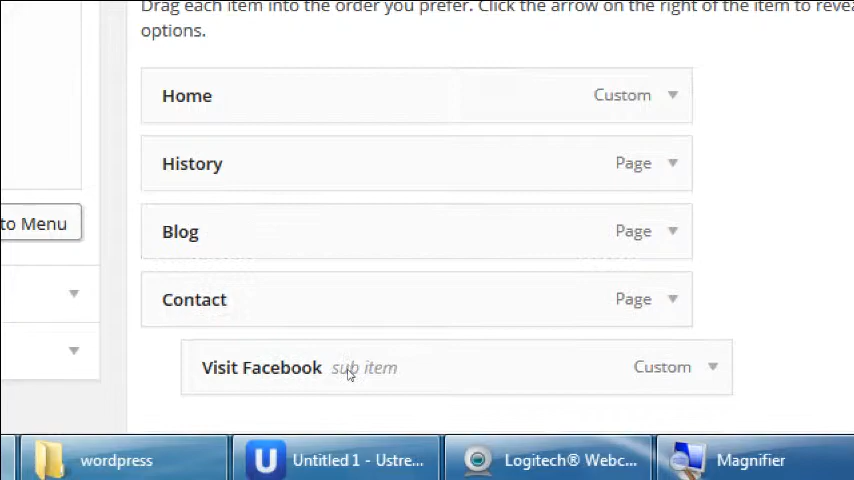 Drag each item into the order you prefer. Click the arrow on the right of the item to
options.
Home Custom
History Page
Blog Page
to Menu
Contact Page
Visit Facebook sub item Custom
wordpress
Untitled 1 - Ustre...
Logitech® Webc...
Magnifier